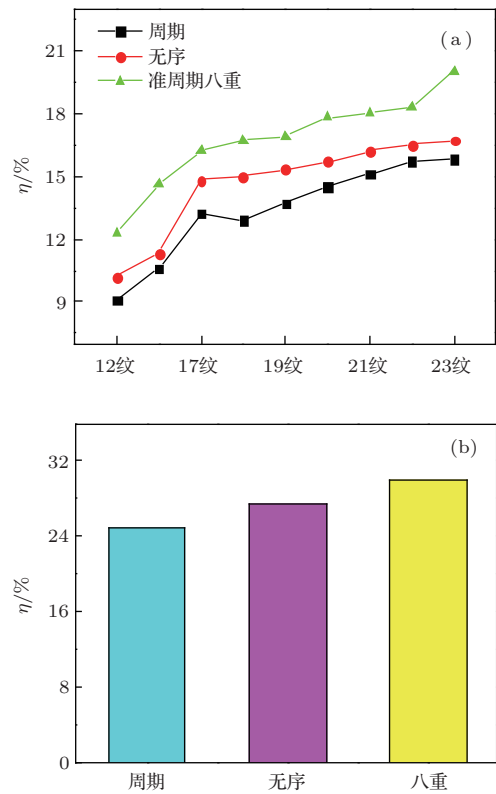 周期
无序
准周期八重
(a)
η/%
21
18
15
12
9
12纹 17纹 19纹 21纹 23纹
(b)
η/%
32
24
16
8
0
周期 无序 八重